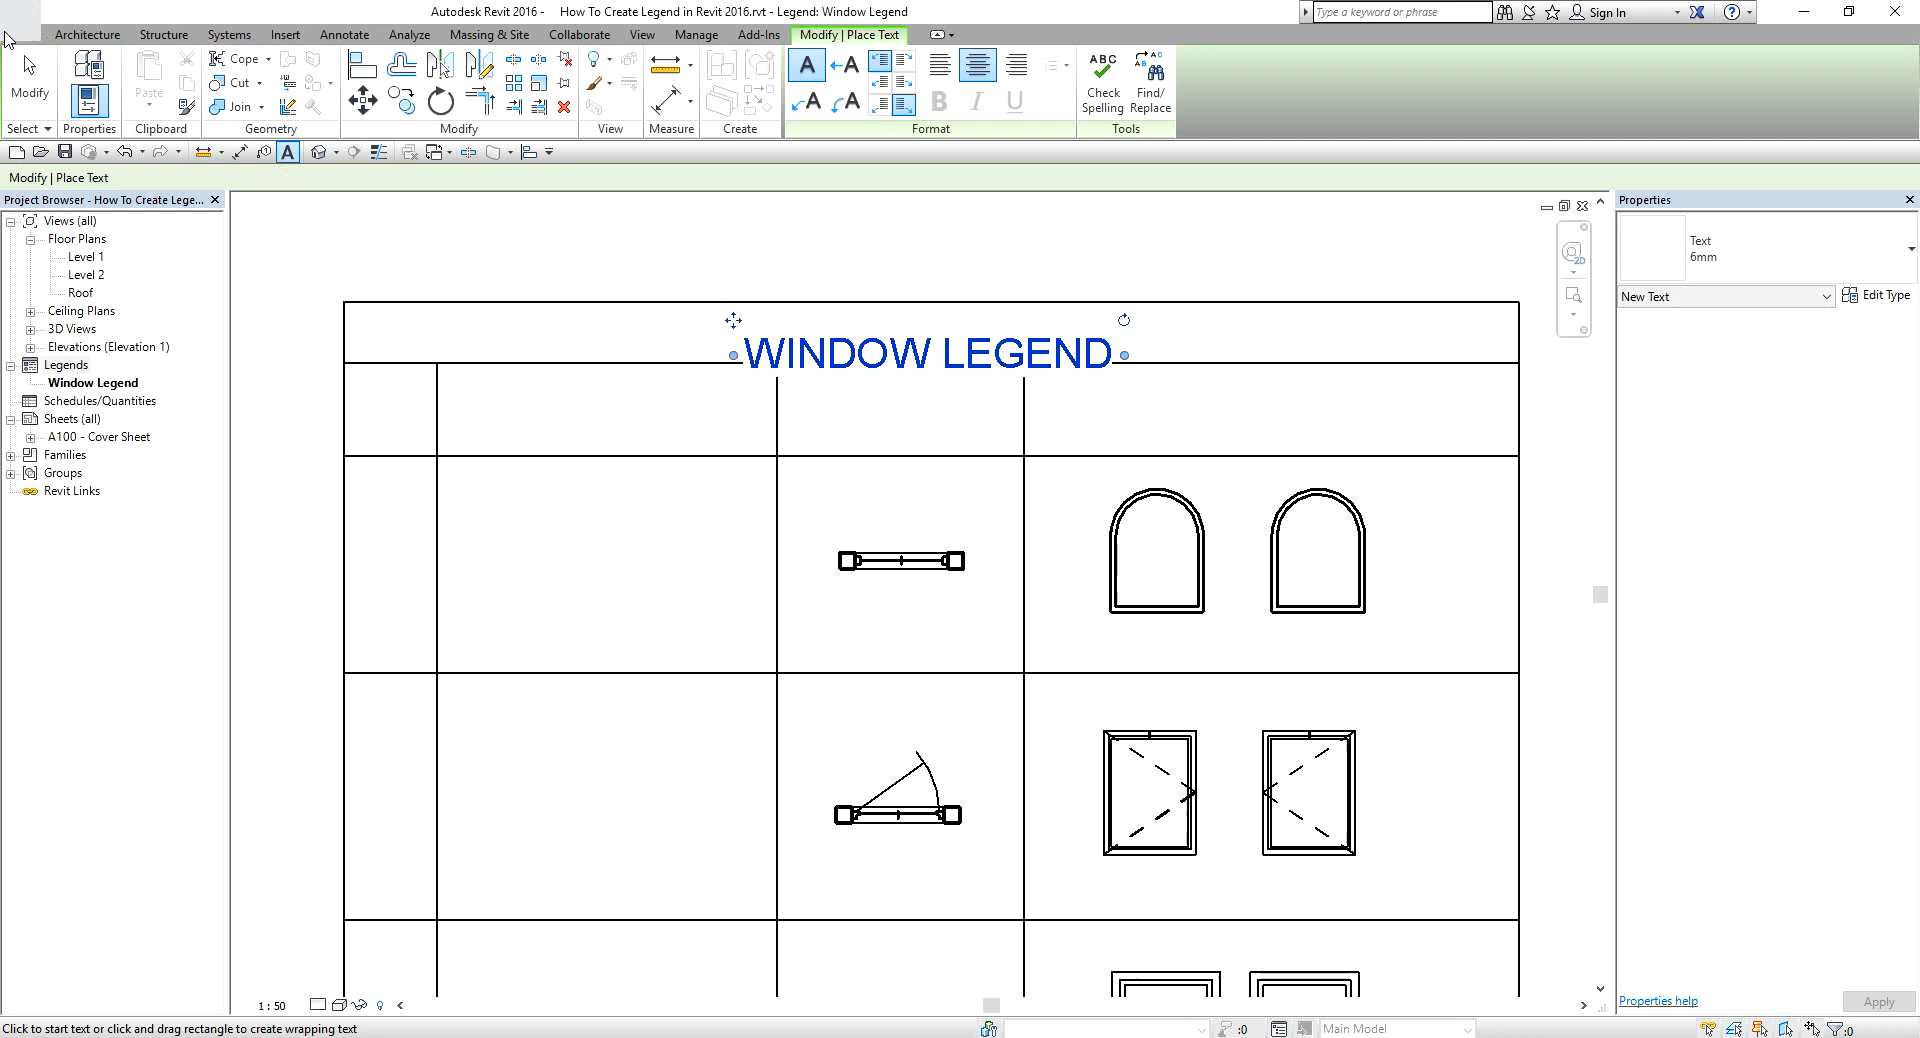 Autodesk Revit 2016 - How To Create Legend in Revit 2016.rvt - Legend: Window Legend
Type a keyword or phrase
Sign In
Architecture Structure Systems Insert Annotate Analyze Massing & Site Collaborate View Manage Add-Ins Modify | Place Text
Modify
Paste
Cope
Cut
Join
A A
A A
B I U
ABC
Check Spelling
Find/ Replace
Select Properties Clipboard Geometry Modify View Measure Create Format Tools
A
Modify | Place Text
Project Browser - How To Create Lege...
Views (all)
Floor Plans
Level 1
Level 2
Roof
Ceiling Plans
3D Views
Elevations (Elevation 1)
Legends
Window Legend
Schedules/Quantities
Sheets (all)
A100 - Cover Sheet
Families
Groups
Revit Links
WINDOW LEGEND
2D
Properties
Text
6mm
New Text
Edit Type
Properties help
Apply
1 : 50
Click to start text or click and drag rectangle to create wrapping text
:0
Main Model
:0